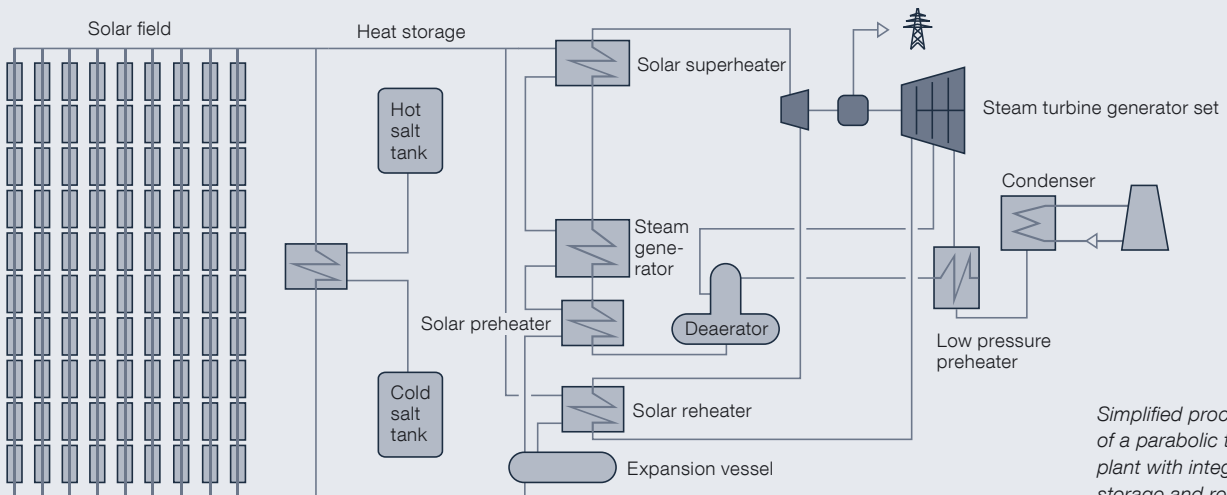 Solar field
Heat storage
Solar superheater
Hot
salt
tank
Steam turbine generator set
Condenser
Steam
gene-
rator
Solar preheater
Deaerator
Low pressure
preheater
Cold
salt
tank
Solar reheater
Expansion vessel
Simplified proc
of a parabolic t
plant with integ
storage and re